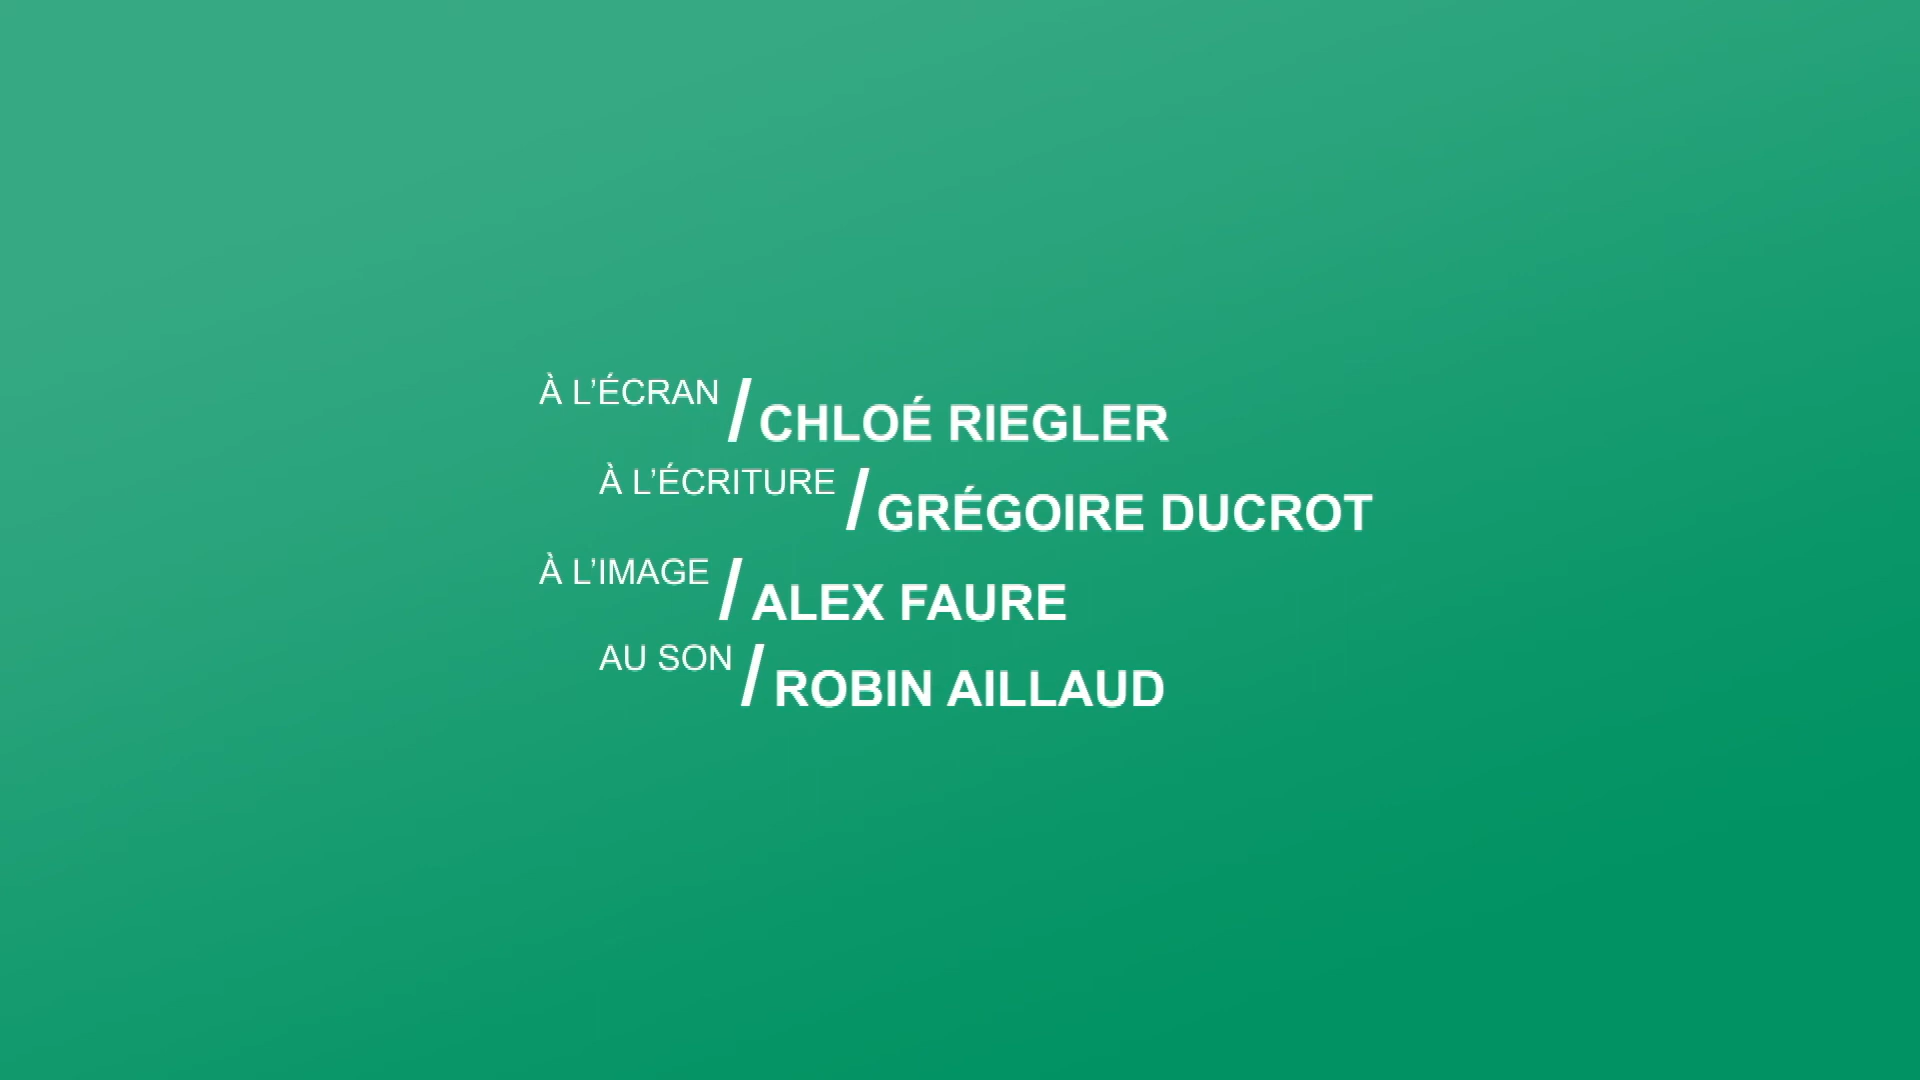 À L’ÉCRAN / CHLOÉ RIEGLER
À L’ÉCRITURE / GRÉGOIRE DUCROT
À L’IMAGE / ALEX FAURE
AU SON / ROBIN AILLAUD